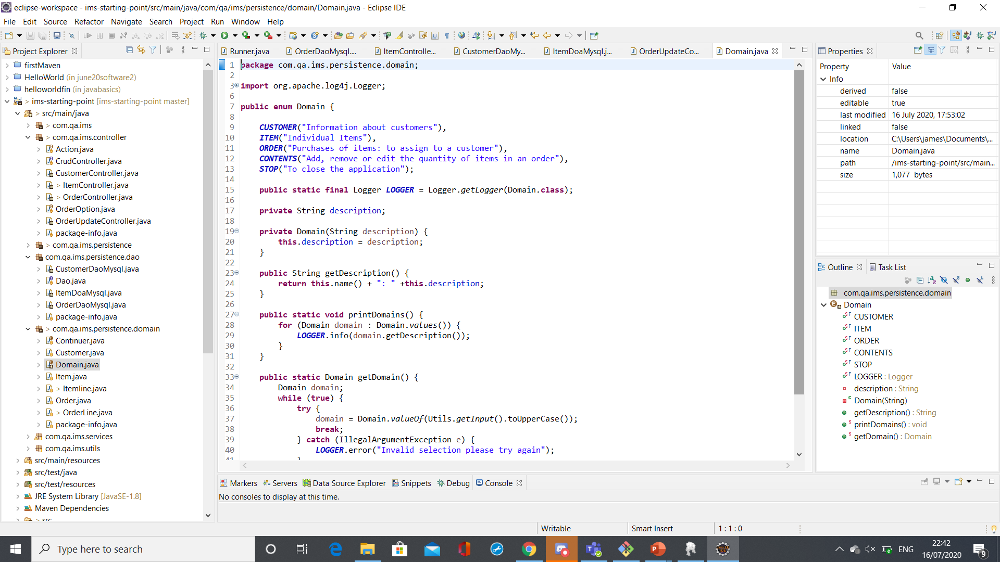 eclipse-workspace - ims-starting-point/src/main/java/com/qa/ims/persistence/domain/Domain.java - Eclipse IDE
File Edit Source Refactor Navigate Search Project Run Window Help
Project Explorer
firstMaven
HelloWorld (in june20software2)
helloworldfin (in javabasics)
> ims-starting-point [ims-starting-point master]
> src/main/java
> com.qa.ims
> com.qa.ims.controller
Action.java
CrudController.java
CustomerController.java
> ItemController.java
> OrderController.java
OrderOption.java
OrderUpdateController.java
package-info.java
> com.qa.ims.persistence
com.qa.ims.persistence.dao
CustomerDaoMysql.java
Dao.java
ItemDoaMysql.java
OrderDaoMysql.java
package-info.java
> com.qa.ims.persistence.domain
Continuer.java
Customer.java
Domain.java
Item.java
> Itemline.java
Order.java
> OrderLine.java
package-info.java
com.qa.ims.services
com.qa.ims.utils
src/main/resources
src/test/java
src/test/resources
JRE System Library [JavaSE-1.8]
Maven Dependencies
> src
Runner.java OrderDaoMysql.... ItemControlle... CustomerDaoMy... ItemDoaMysql.j... OrderUpdateCo... Domain.java
1 package com.qa.ims.persistence.domain;
2
3 import org.apache.log4j.Logger;
6
7 public enum Domain {
8
9 CUSTOMER("Information about customers"),
10 ITEM("Individual Items"),
11 ORDER("Purchases of items: to assign to a customer"),
12 CONTENTS("Add, remove or edit the quantity of items in an order"),
13 STOP("To close the application");
14
15 public static final Logger LOGGER = Logger.getLogger(Domain.class);
16
17 private String description;
18
19 private Domain(String description) {
20 this.description = description;
21 }
22
23 public String getDescription() {
24 return this.name() + ": " +this.description;
25 }
26
27 public static void printDomains() {
28 for (Domain domain : Domain.values()) {
29 LOGGER.info(domain.getDescription());
30 }
31 }
32
33 public static Domain getDomain() {
34 Domain domain;
35 while (true) {
36 try {
37 domain = Domain.valueOf(Utils.getInput().toUpperCase());
38 break;
39 } catch (IllegalArgumentException e) {
40 LOGGER.error("Invalid selection please try again");
41 }
Properties
Property Value
Info
derived false
editable true
last modified 16 July 2020, 17:53:02
linked false
location C:\Users\james\Documents\...
name Domain.java
path /ims-starting-point/src/main...
size 1,077 bytes
Outline Task List
com.qa.ims.persistence.domain
Domain
CUSTOMER
ITEM
ORDER
CONTENTS
STOP
LOGGER : Logger
description : String
Domain(String)
getDescription() : String
printDomains() : void
getDomain() : Domain
Markers Servers Data Source Explorer Snippets Debug Console
No consoles to display at this time.
Writable Smart Insert 1 : 1 : 0
Type here to search
ENG
22:42
16/07/2020
9